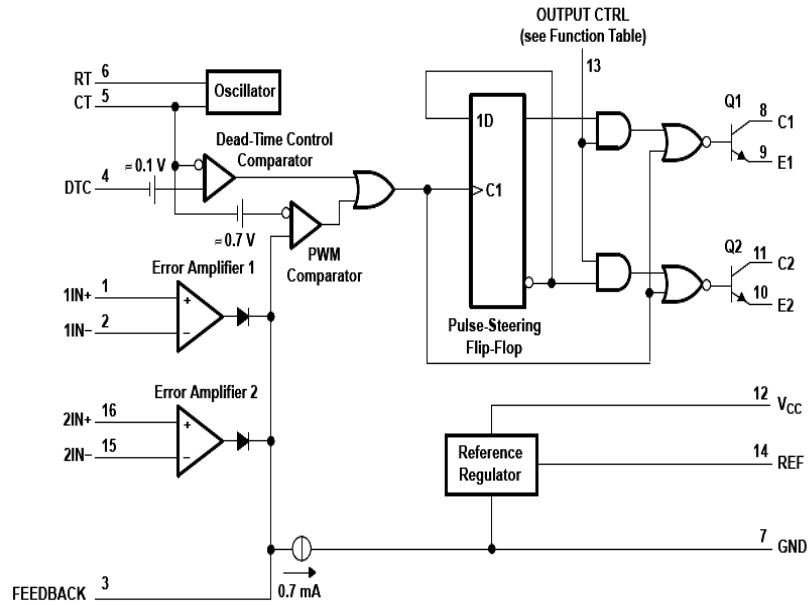 OUTPUT CTRL
(see Function Table)
13
RT 6
CT 5
Oscillator
Dead-Time Control
Comparator
≈ 0.1 V
DTC 4
≈ 0.7 V
PWM
Comparator
1D
C1
Pulse-Steering
Flip-Flop
Q1
8 C1
9 E1
Q2
11 C2
10 E2
Error Amplifier 1
1IN+ 1
+
1IN− 2
−
Error Amplifier 2
2IN+ 16
+
2IN− 15
−
12 VCC
14 REF
Reference
Regulator
7 GND
0.7 mA
FEEDBACK 3